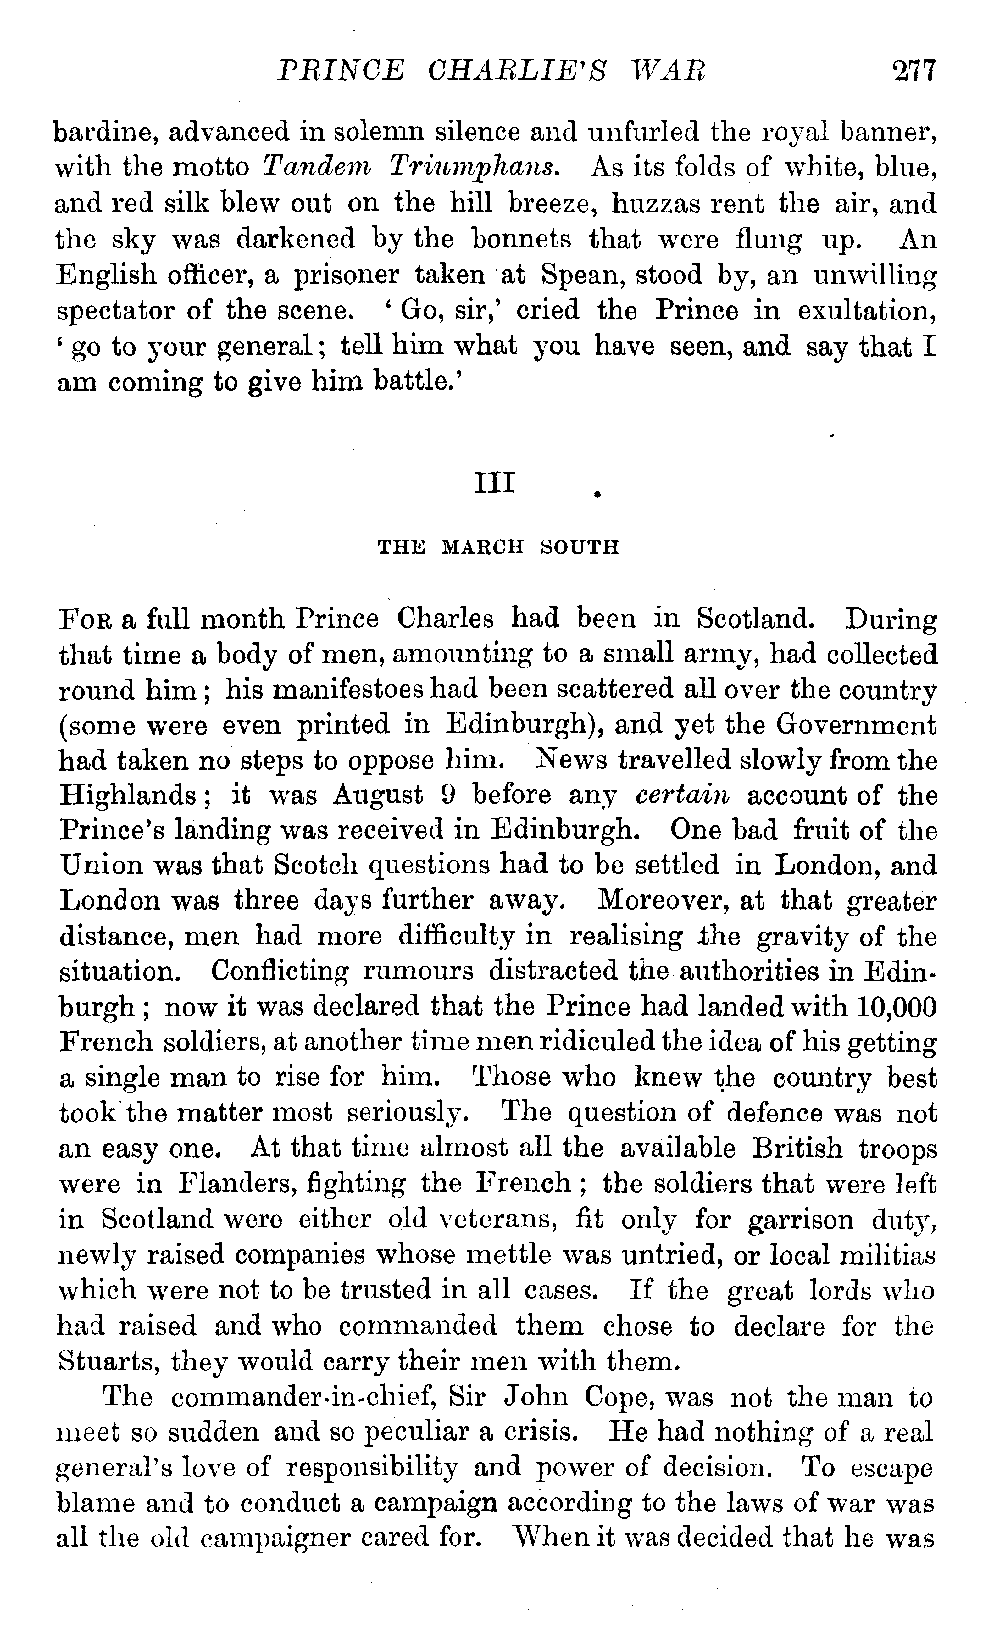 PRINCE CHARLIE'S WAR 277
bardine, advanced in solemn silence and unfurled the royal banner,
with the motto Tandem Triumphans. As its folds of white, blue,
and red silk blew out on the hill breeze, huzzas rent the air, and
the sky was darkened by the bonnets that were flung up. An
English officer, a prisoner taken at Spean, stood by, an unwilling
spectator of the scene. ‘Go, sir,’ cried the Prince in exultation,
‘go to your general; tell him what you have seen, and say that I
am coming to give him battle.’
III
THE MARCH SOUTH
FOR a full month Prince Charles had been in Scotland. During
that time a body of men, amounting to a small army, had collected
round him; his manifestoes had been scattered all over the country
(some were even printed in Edinburgh), and yet the Government
had taken no steps to oppose him. News travelled slowly from the
Highlands; it was August 9 before any certain account of the
Prince's landing was received in Edinburgh. One bad fruit of the
Union was that Scotch questions had to be settled in London, and
London was three days further away. Moreover, at that greater
distance, men had more difficulty in realising the gravity of the
situation. Conflicting rumours distracted the authorities in Edin-
burgh; now it was declared that the Prince had landed with 10,000
French soldiers, at another time men ridiculed the idea of his getting
a single man to rise for him. Those who knew the country best
took the matter most seriously. The question of defence was not
an easy one. At that time almost all the available British troops
were in Flanders, fighting the French; the soldiers that were left
in Scotland were either old veterans, fit only for garrison duty,
newly raised companies whose mettle was untried, or local militias
which were not to be trusted in all cases. If the great lords who
had raised and who commanded them chose to declare for the
Stuarts, they would carry their men with them.
The commander-in-chief, Sir John Cope, was not the man to
meet so sudden and so peculiar a crisis. He had nothing of a real
general's love of responsibility and power of decision. To escape
blame and to conduct a campaign according to the laws of war was
all the old campaigner cared for. When it was decided that he was